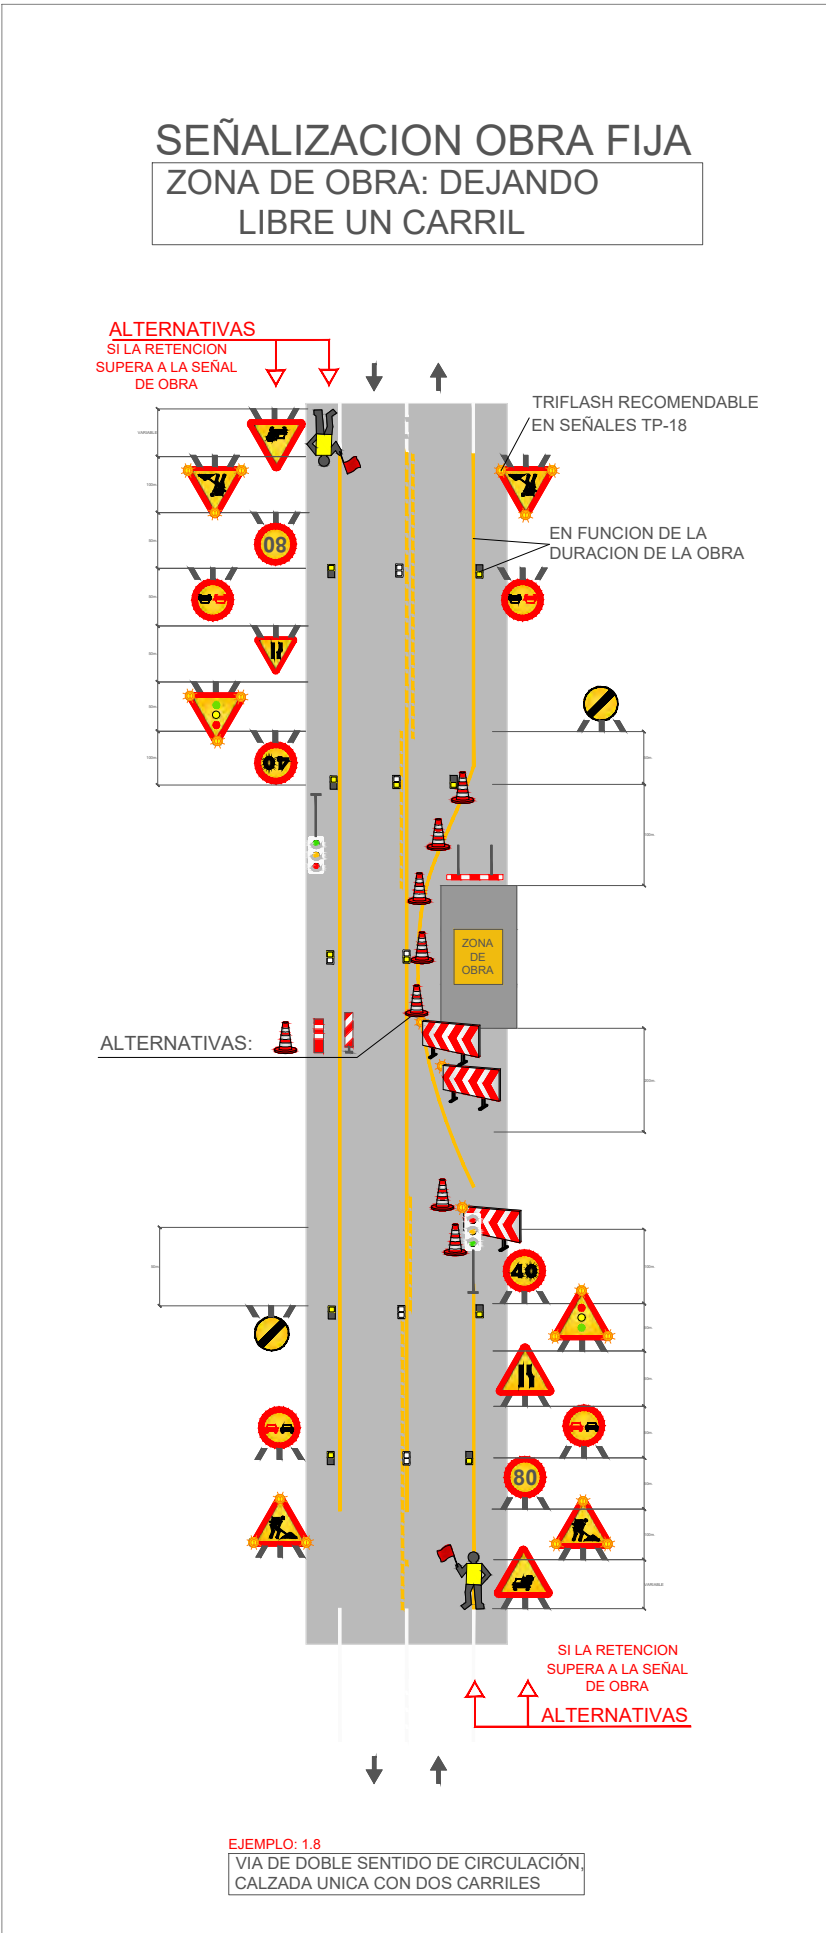 SEÑALIZACION OBRA FIJA
ZONA DE OBRA: DEJANDO
LIBRE UN CARRIL
ALTERNATIVAS
SI LA RETENCION
SUPERA A LA SEÑAL
DE OBRA
TRIFLASH RECOMENDABLE
EN SEÑALES TP-18
VARIABLE
80
EN FUNCION DE LA
DURACION DE LA OBRA
40
ZONA
DE
OBRA
ALTERNATIVAS:
40
80
VARIABLE
SI LA RETENCION
SUPERA A LA SEÑAL
DE OBRA
ALTERNATIVAS
EJEMPLO: 1.8
VIA DE DOBLE SENTIDO DE CIRCULACIÓN,
CALZADA UNICA CON DOS CARRILES